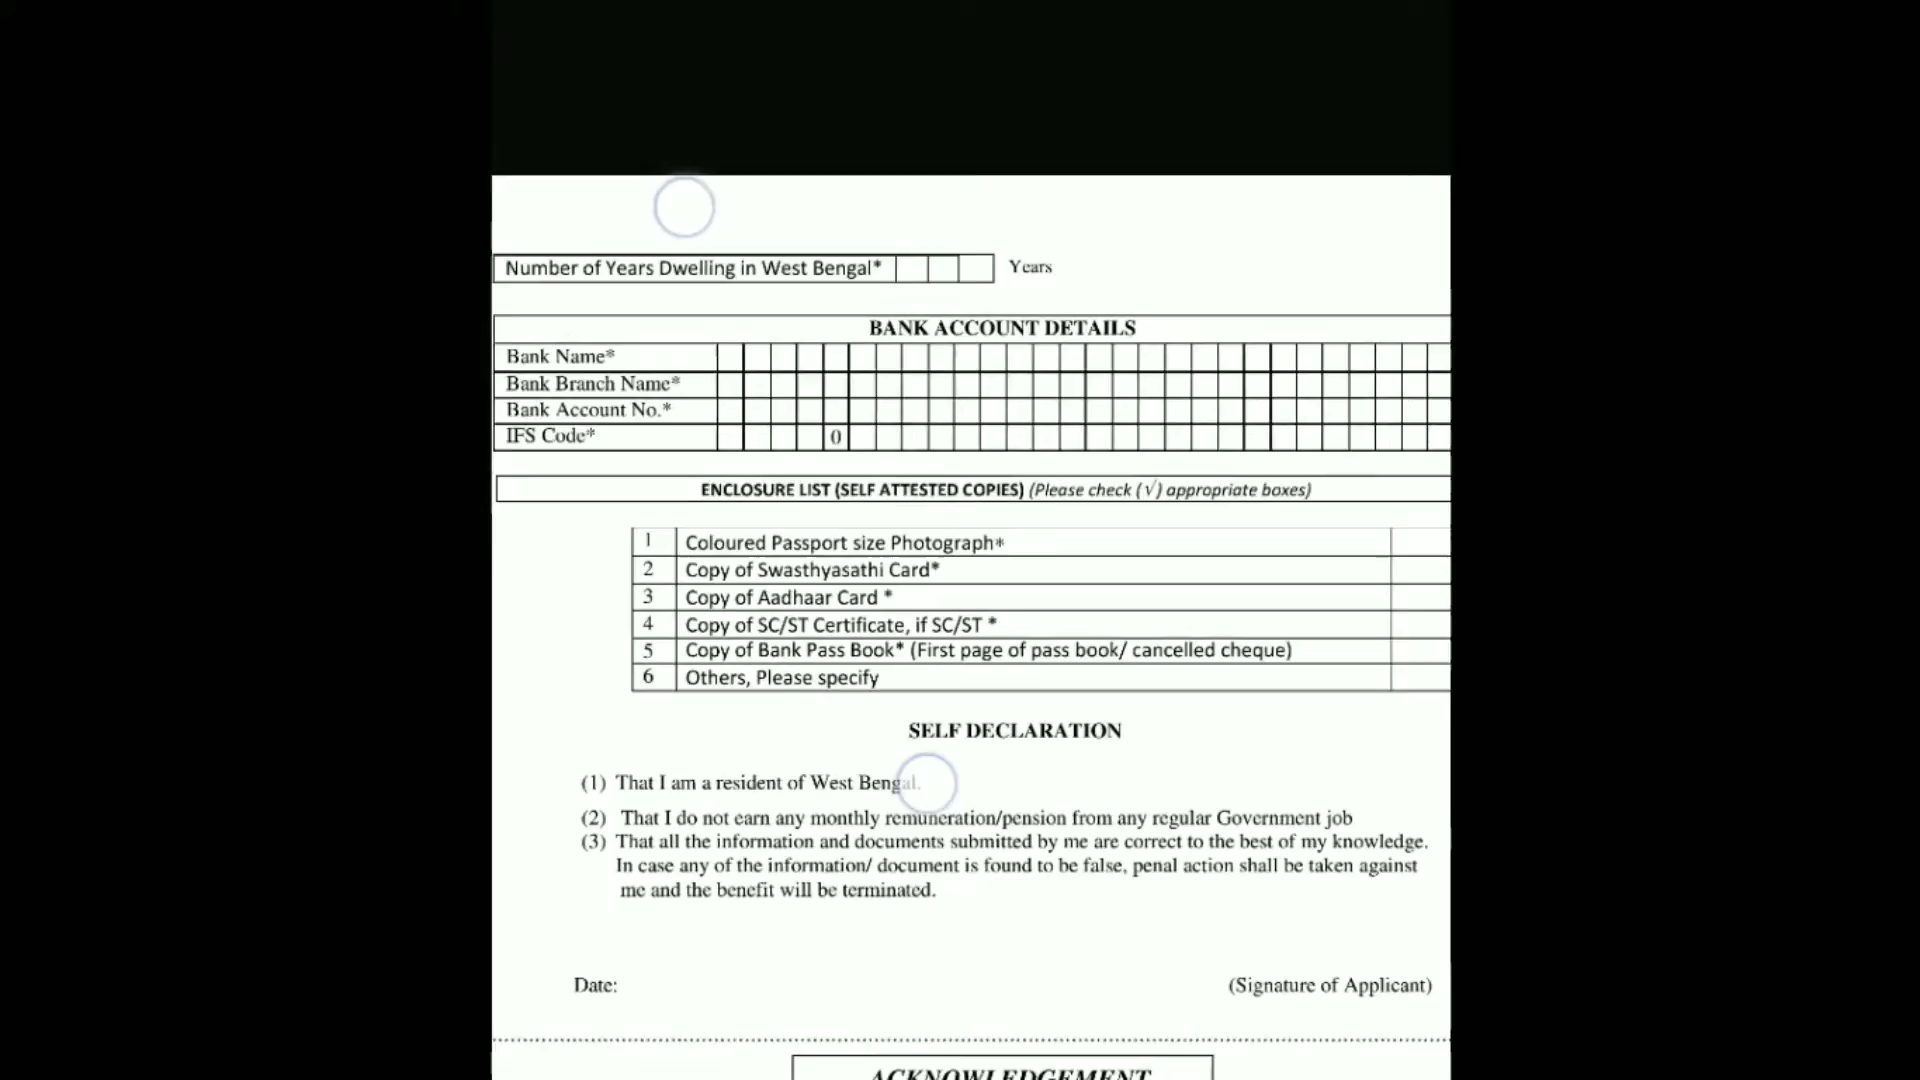 Number of Years Dwelling in West Bengal* Years
BANK ACCOUNT DETAILS
Bank Name*
Bank Branch Name*
Bank Account No.*
IFS Code* 0
ENCLOSURE LIST (SELF ATTESTED COPIES) (Please check (√) appropriate boxes)
1 Coloured Passport size Photograph*
2 Copy of Swasthyasathi Card*
3 Copy of Aadhaar Card *
4 Copy of SC/ST Certificate, if SC/ST *
5 Copy of Bank Pass Book* (First page of pass book/ cancelled cheque)
6 Others, Please specify
SELF DECLARATION
(1) That I am a resident of West Bengal.
(2) That I do not earn any monthly remuneration/pension from any regular Government job
(3) That all the information and documents submitted by me are correct to the best of my knowledge.
In case any of the information/ document is found to be false, penal action shall be taken against
me and the benefit will be terminated.
Date: (Signature of Applicant)
ACKNOWLEDGEMENT